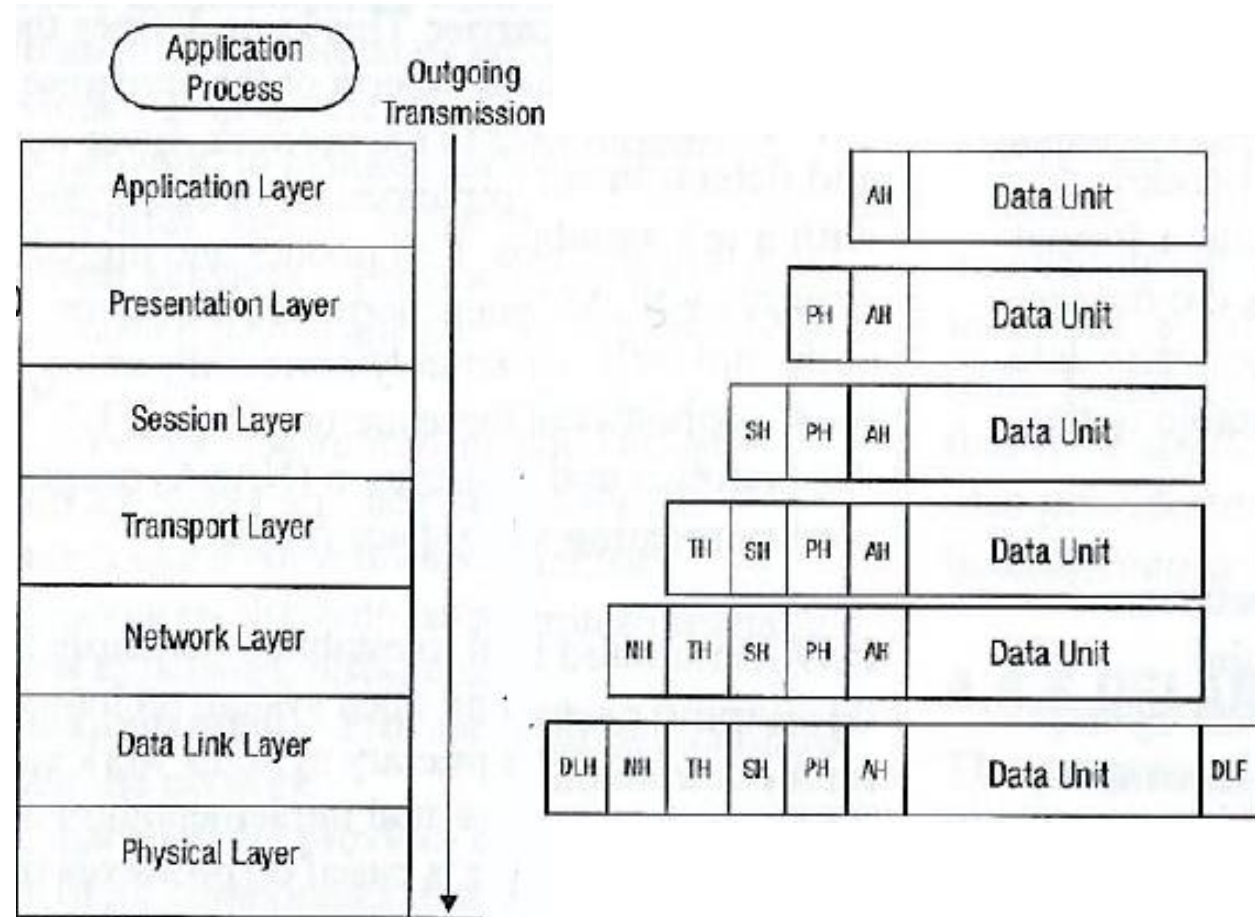 Application
Process
Outgoing
Transmission
Application Layer
AH Data Unit
Presentation Layer
PH AH Data Unit
Session Layer
SH PH AH Data Unit
Transport Layer
TH SH PH AH Data Unit
Network Layer
NH TH SH PH AH Data Unit
Data Link Layer
DLH NH TH SH PH AH Data Unit DLF
Physical Layer